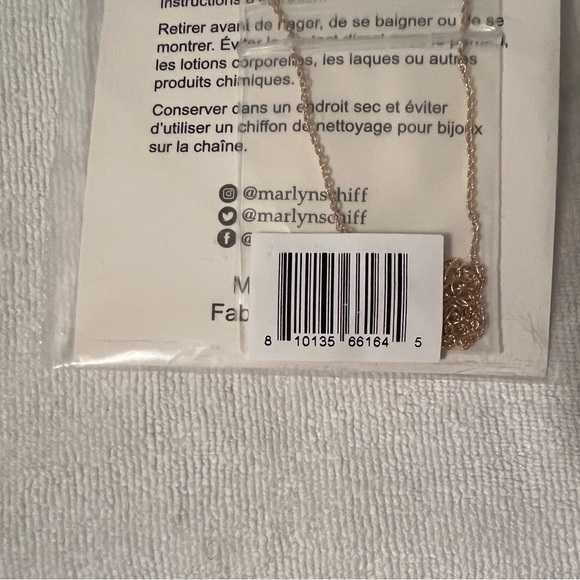 Instructions
Retirer avant de nager, de se baigner ou de se
montrer.
les lotions corporelles, les laques ou autres
produits chimiques.
Conserver dans un endroit sec et éviter
d'utiliser un chiffon de nettoyage pour bijoux
sur la chaîne.
@marlynschiff
@marlynschiff
@
M
Fab
8 10135 66164 5